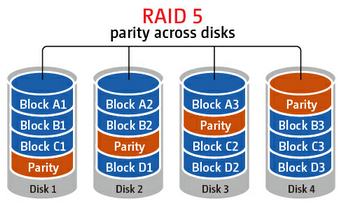 RAID 5
parity across disks
Block A1
Block B1
Block C1
Parity
Disk 1
Block A2
Block B2
Parity
Block D1
Disk 2
Block A3
Parity
Block C2
Block D2
Disk 3
Parity
Block B3
Block C3
Block D3
Disk 4